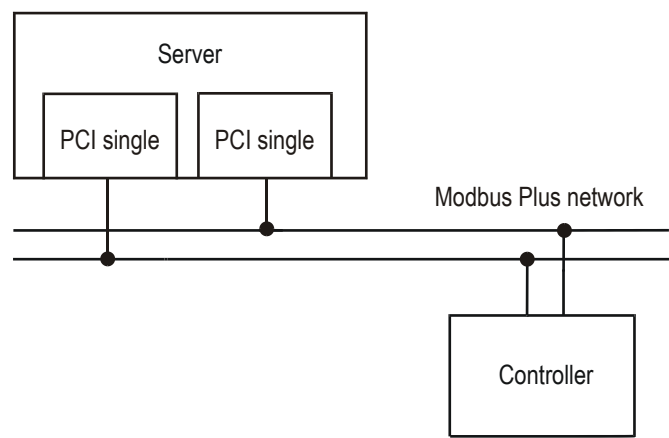 Server
PCI single
PCI single
Modbus Plus network
Controller